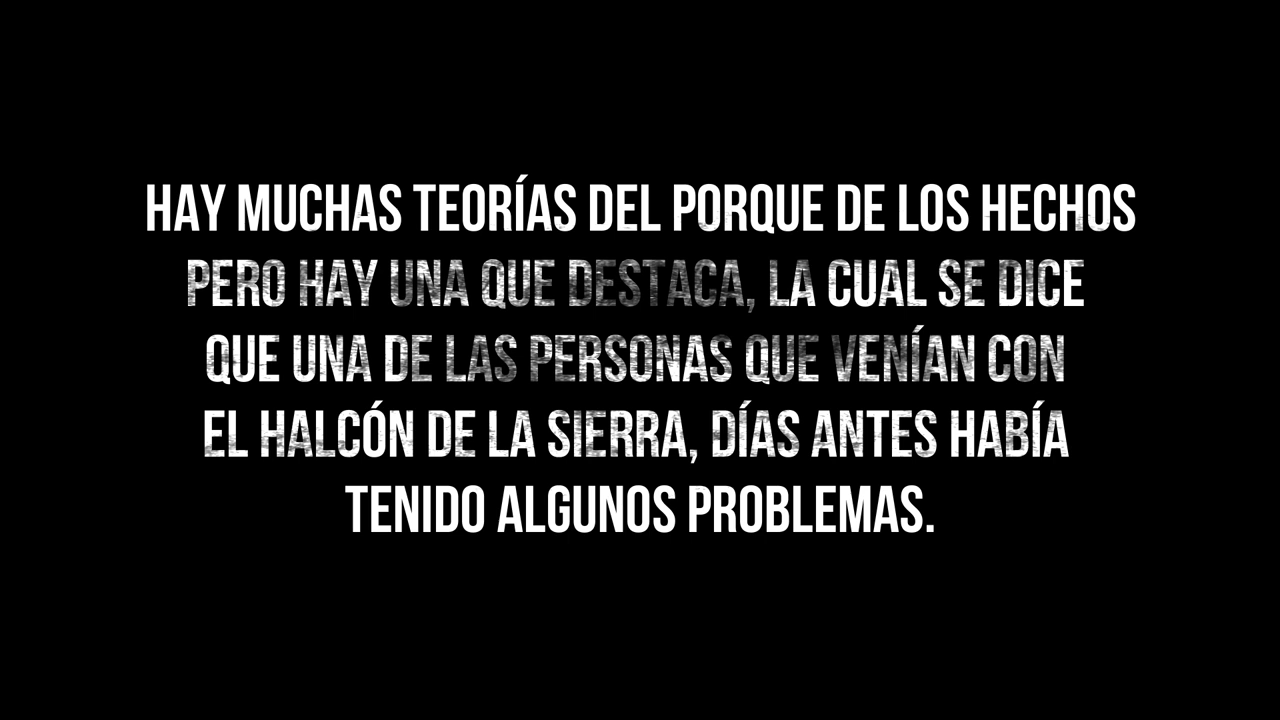 HAY MUCHAS TEORÍAS DEL PORQUE DE LOS HECHOS
PERO HAY UNA QUE DESTACA, LA CUAL SE DICE
QUE UNA DE LAS PERSONAS QUE VENÍAN CON
EL HALCÓN DE LA SIERRA, DÍAS ANTES HABÍA
TENIDO ALGUNOS PROBLEMAS.